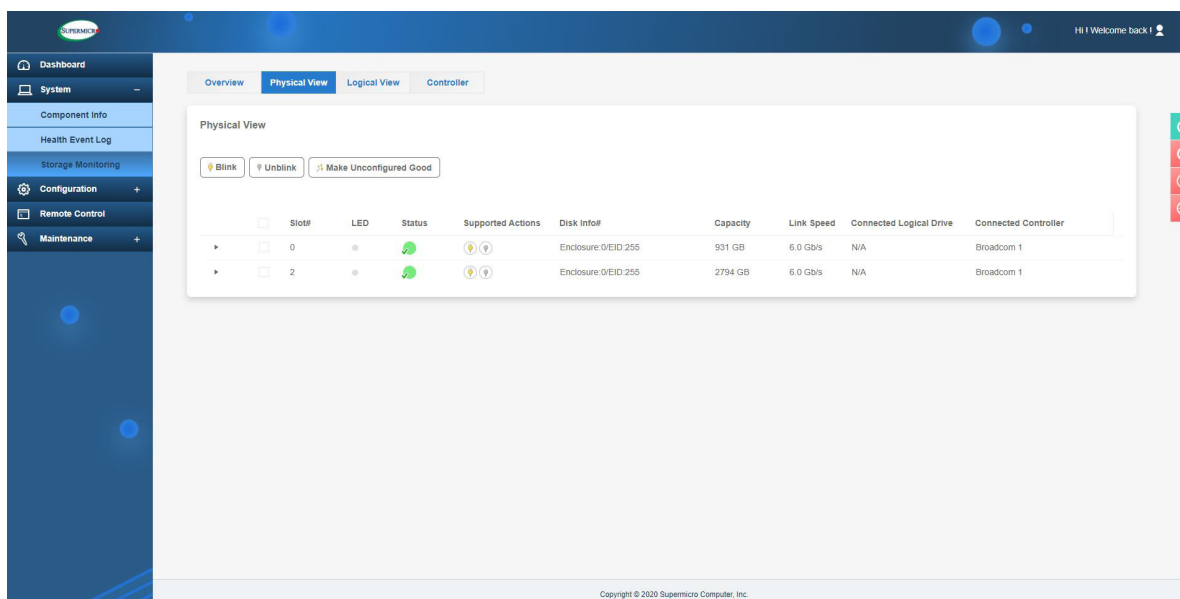 SUPERMICR
Hi ! Welcome back !
Dashboard
System −
Component Info
Health Event Log
Storage Monitoring
Configuration +
Remote Control
Maintenance +
Overview Physical View Logical View Controller
Physical View
Blink Unblink Make Unconfigured Good
Slot# LED Status Supported Actions Disk Info# Capacity Link Speed Connected Logical Drive Connected Controller
0 Enclosure:0/EID:255 931 GB 6.0 Gb/s N/A Broadcom 1
2 Enclosure:0/EID:255 2794 GB 6.0 Gb/s N/A Broadcom 1
Copyright © 2020 Supermicro Computer, Inc.